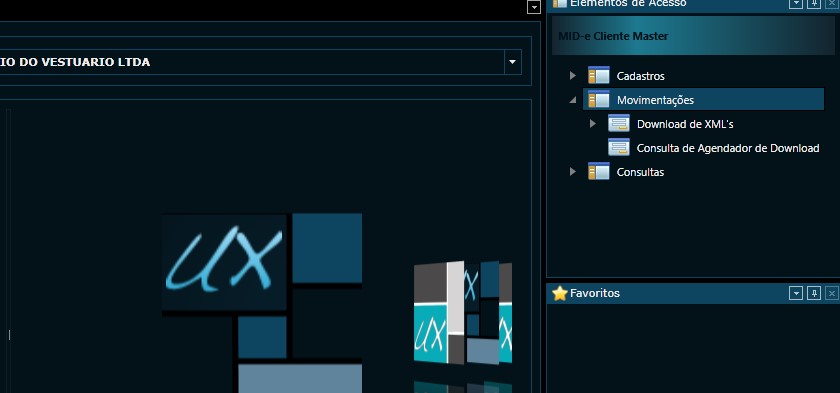 IO DO VESTUARIO LTDA
UX
UX
UX
Elementos de Acesso
MID-e Cliente Master
Cadastros
Movimentações
Download de XML's
Consulta de Agendador de Download
Consultas
Favoritos